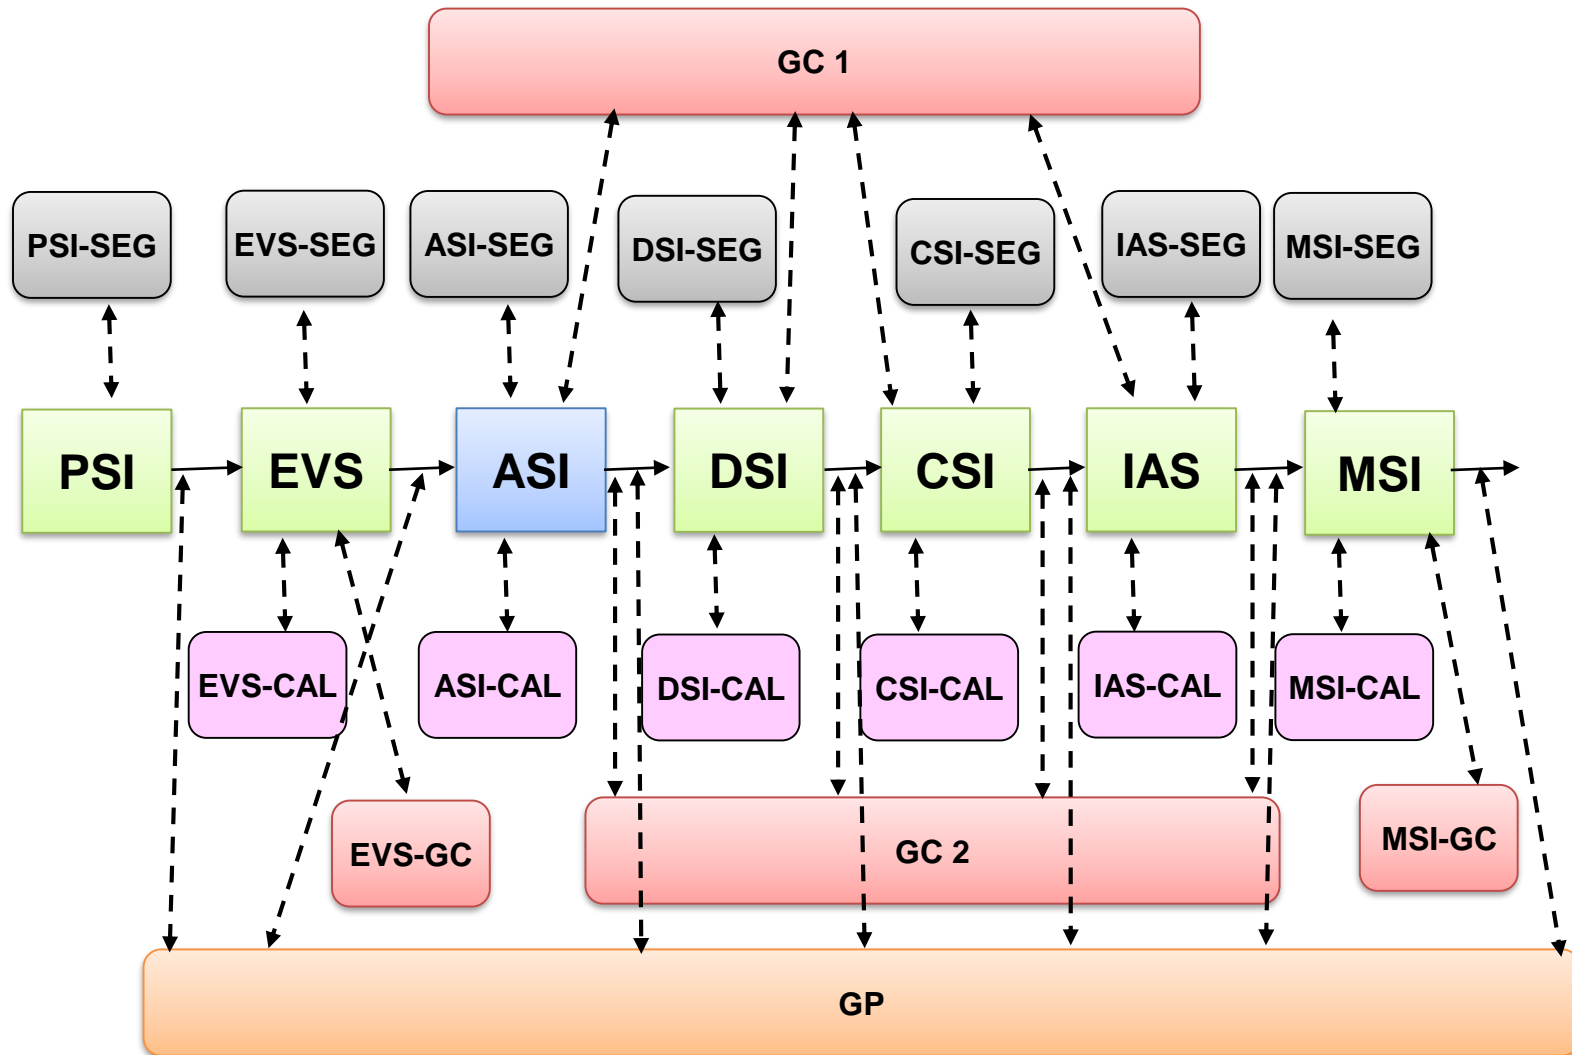 GC 1
PSI-SEG
EVS-SEG
ASI-SEG
DSI-SEG
CSI-SEG
IAS-SEG
MSI-SEG
PSI
EVS
ASI
DSI
CSI
IAS
MSI
EVS-CAL
ASI-CAL
DSI-CAL
CSI-CAL
IAS-CAL
MSI-CAL
EVS-GC
GC 2
MSI-GC
GP